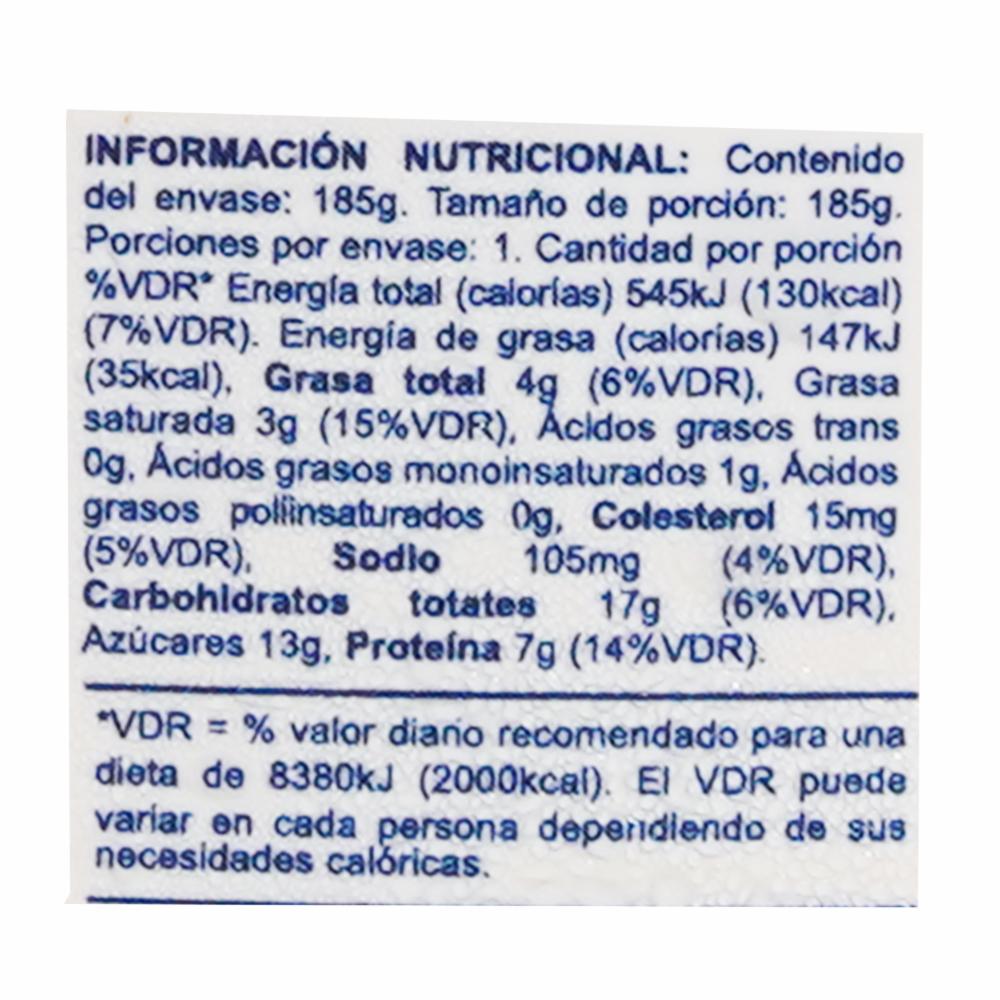 INFORMACIÓN NUTRICIONAL: Contenido
del envase: 185g. Tamaño de porción: 185g.
Porciones por envase: 1. Cantidad por porción
%VDR* Energía total (calorías) 545kJ (130kcal)
(7%VDR). Energía de grasa (calorías) 147kJ
(35kcal), Grasa total 4g (6%VDR), Grasa
saturada 3g (15%VDR), Ácidos grasos trans
0g, Ácidos grasos monoinsaturados 1g, Ácidos
grasos poliinsaturados 0g, Colesterol 15mg
(5%VDR), Sodio 105mg (4%VDR),
Carbohidratos totates 17g (6%VDR),
Azúcares 13g, Proteína 7g (14%VDR).
*VDR = % valor diario recomendado para una
dieta de 8380kJ (2000kcal). El VDR puede
variar en cada persona dependiendo de sus
necesidades calóricas.